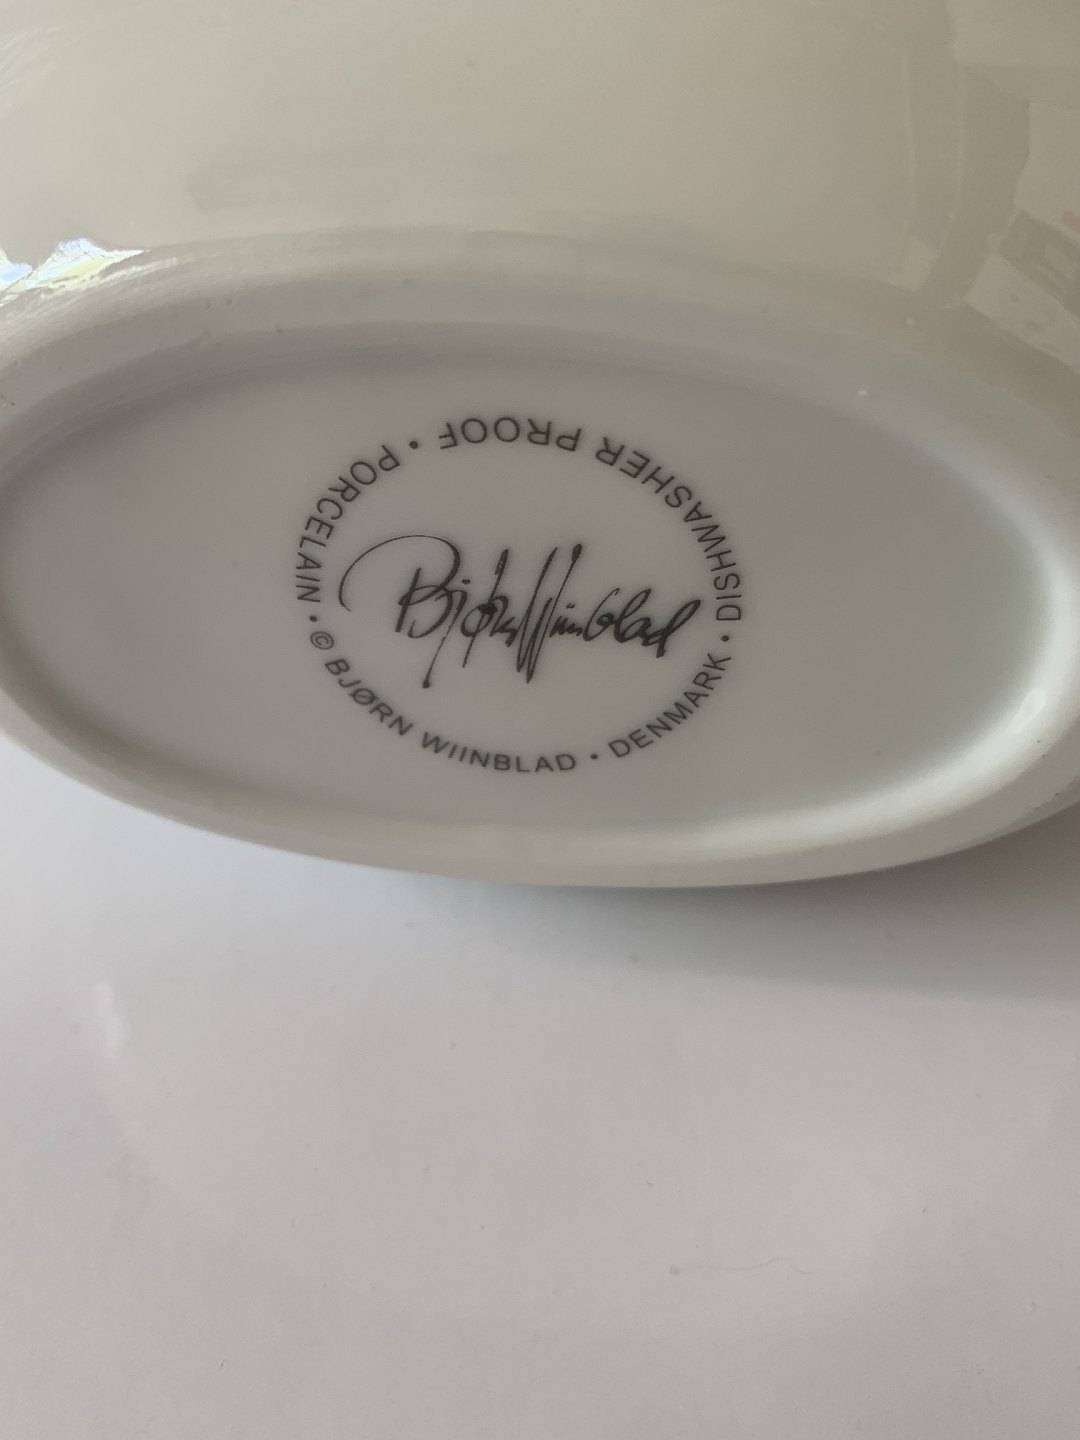 Bjørn Wiinblad
© BJØRN WIINBLAD • DENMARK • DISHWASHER PROOF • PORCELAIN •